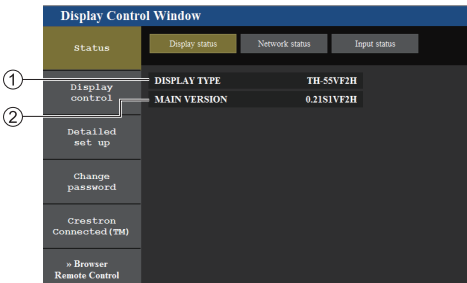 Display Control Window
Status
Display status
Network status
Input status
1
DISPLAY TYPE
TH-55VF2H
2
MAIN VERSION
0.21S1VF2H
Display
control
Detailed
set up
Change
password
Crestron
Connected(TM)
» Browser
Remote Control